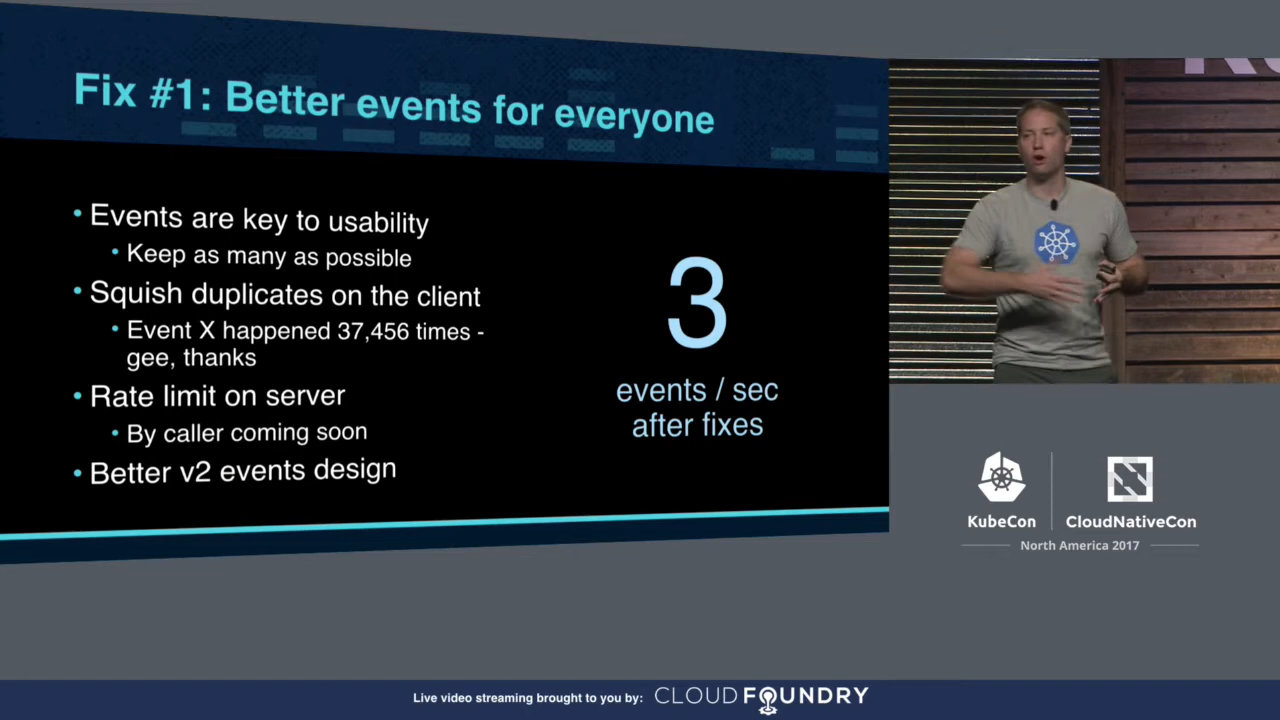 Fix #1: Better events for everyone
• Events are key to usability
• Keep as many as possible
• Squish duplicates on the client
• Event X happened 37,456 times -
gee, thanks
• Rate limit on server
• By caller coming soon
• Better v2 events design
3
events / sec
after fixes
KubeCon
CloudNativeCon
North America 2017
Live video streaming brought to you by: CLOUD FOUNDRY